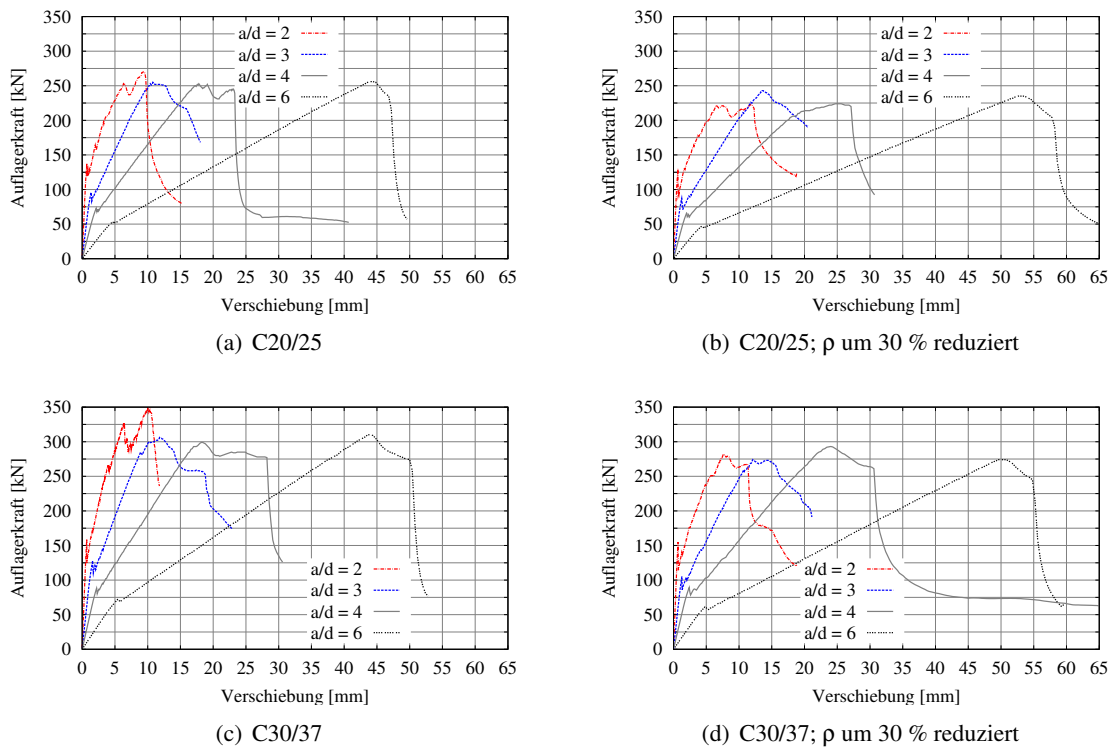 Auflagerkraft [kN]
350
300
250
200
150
100
50
0
a/d = 2
a/d = 3
a/d = 4
a/d = 6
0 5 10 15 20 25 30 35 40 45 50 55 60 65
Verschiebung [mm]
(a) C20/25
Auflagerkraft [kN]
350
300
250
200
150
100
50
0
a/d = 2
a/d = 3
a/d = 4
a/d = 6
0 5 10 15 20 25 30 35 40 45 50 55 60 65
Verschiebung [mm]
(b) C20/25; ρ um 30 % reduziert
Auflagerkraft [kN]
350
300
250
200
150
100
50
0
a/d = 2
a/d = 3
a/d = 4
a/d = 6
0 5 10 15 20 25 30 35 40 45 50 55 60 65
Verschiebung [mm]
(c) C30/37
Auflagerkraft [kN]
350
300
250
200
150
100
50
0
a/d = 2
a/d = 3
a/d = 4
a/d = 6
0 5 10 15 20 25 30 35 40 45 50 55 60 65
Verschiebung [mm]
(d) C30/37; ρ um 30 % reduziert